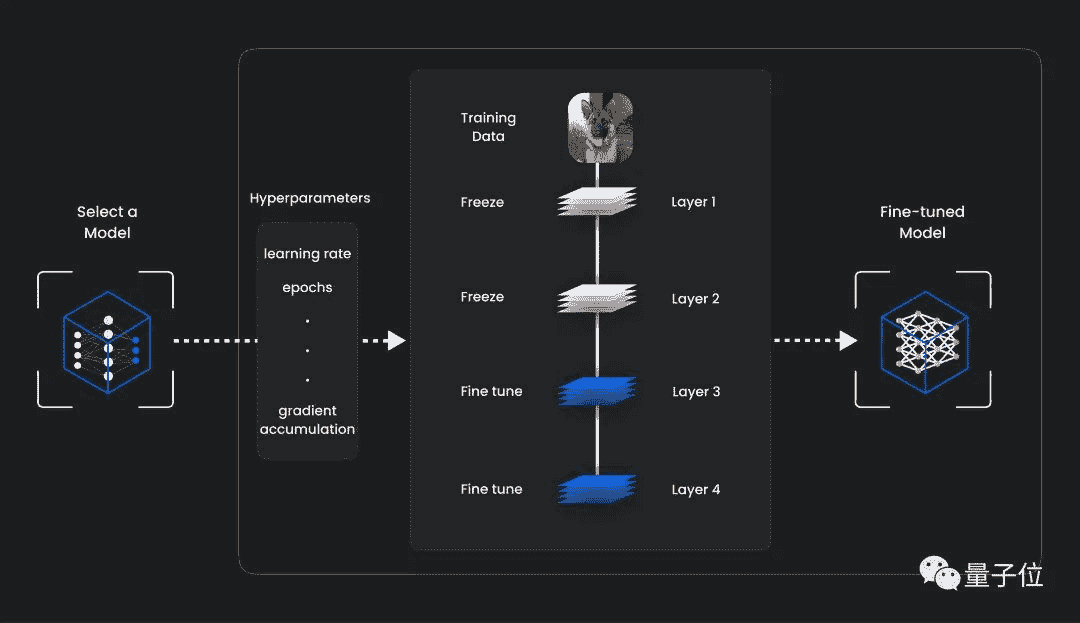 Select a
Model
Hyperparameters
learning rate
epochs
gradient
accumulation
Training
Data
Freeze
Layer 1
Freeze
Layer 2
Fine tune
Layer 3
Fine tune
Layer 4
Fine-tuned
Model
量子位